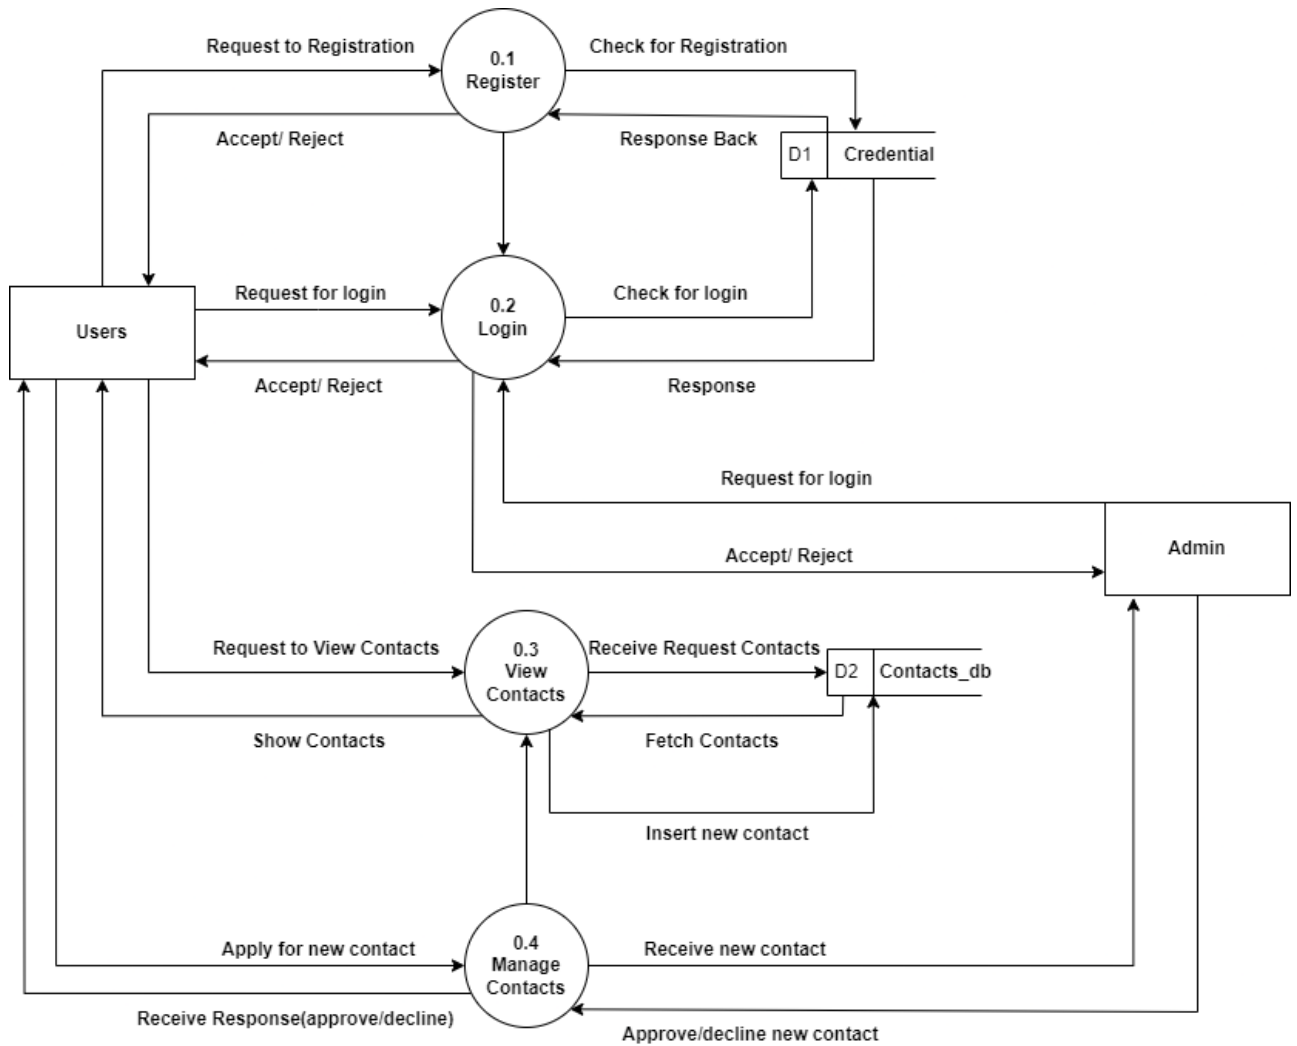 Request to Registration
0.1
Register
Check for Registration
Accept/ Reject
Response Back
D1
Credential
Request for login
0.2
Login
Check for login
Users
Accept/ Reject
Response
Request for login
Accept/ Reject
Admin
Request to View Contacts
0.3
View
Contacts
Receive Request Contacts
D2
Contacts_db
Show Contacts
Fetch Contacts
Insert new contact
Apply for new contact
0.4
Manage
Contacts
Receive new contact
Receive Response(approve/decline)
Approve/decline new contact